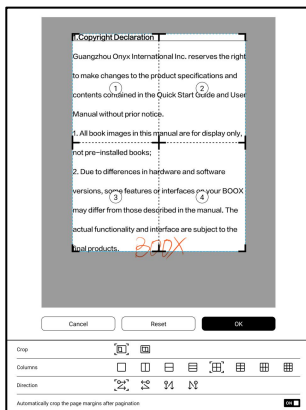 1.Copyright Declaration
Guangzhou Onyx International Inc. reserves the right
to make changes to the product specifications and
contents contained in the Quick Start Guide and User
Manual without prior notice.
1. All book images in this manual are for display only,
not pre-installed books;
2. Due to differences in hardware and software
versions, some features or interfaces on your BOOX
may differ from those described in the manual. The
actual functionality and interface are subject to the
final products.
BOOX
1
2
3
4
Cancel
Reset
OK
Crop
Columns
Direction
Automatically crop the page margins after pagination
ON